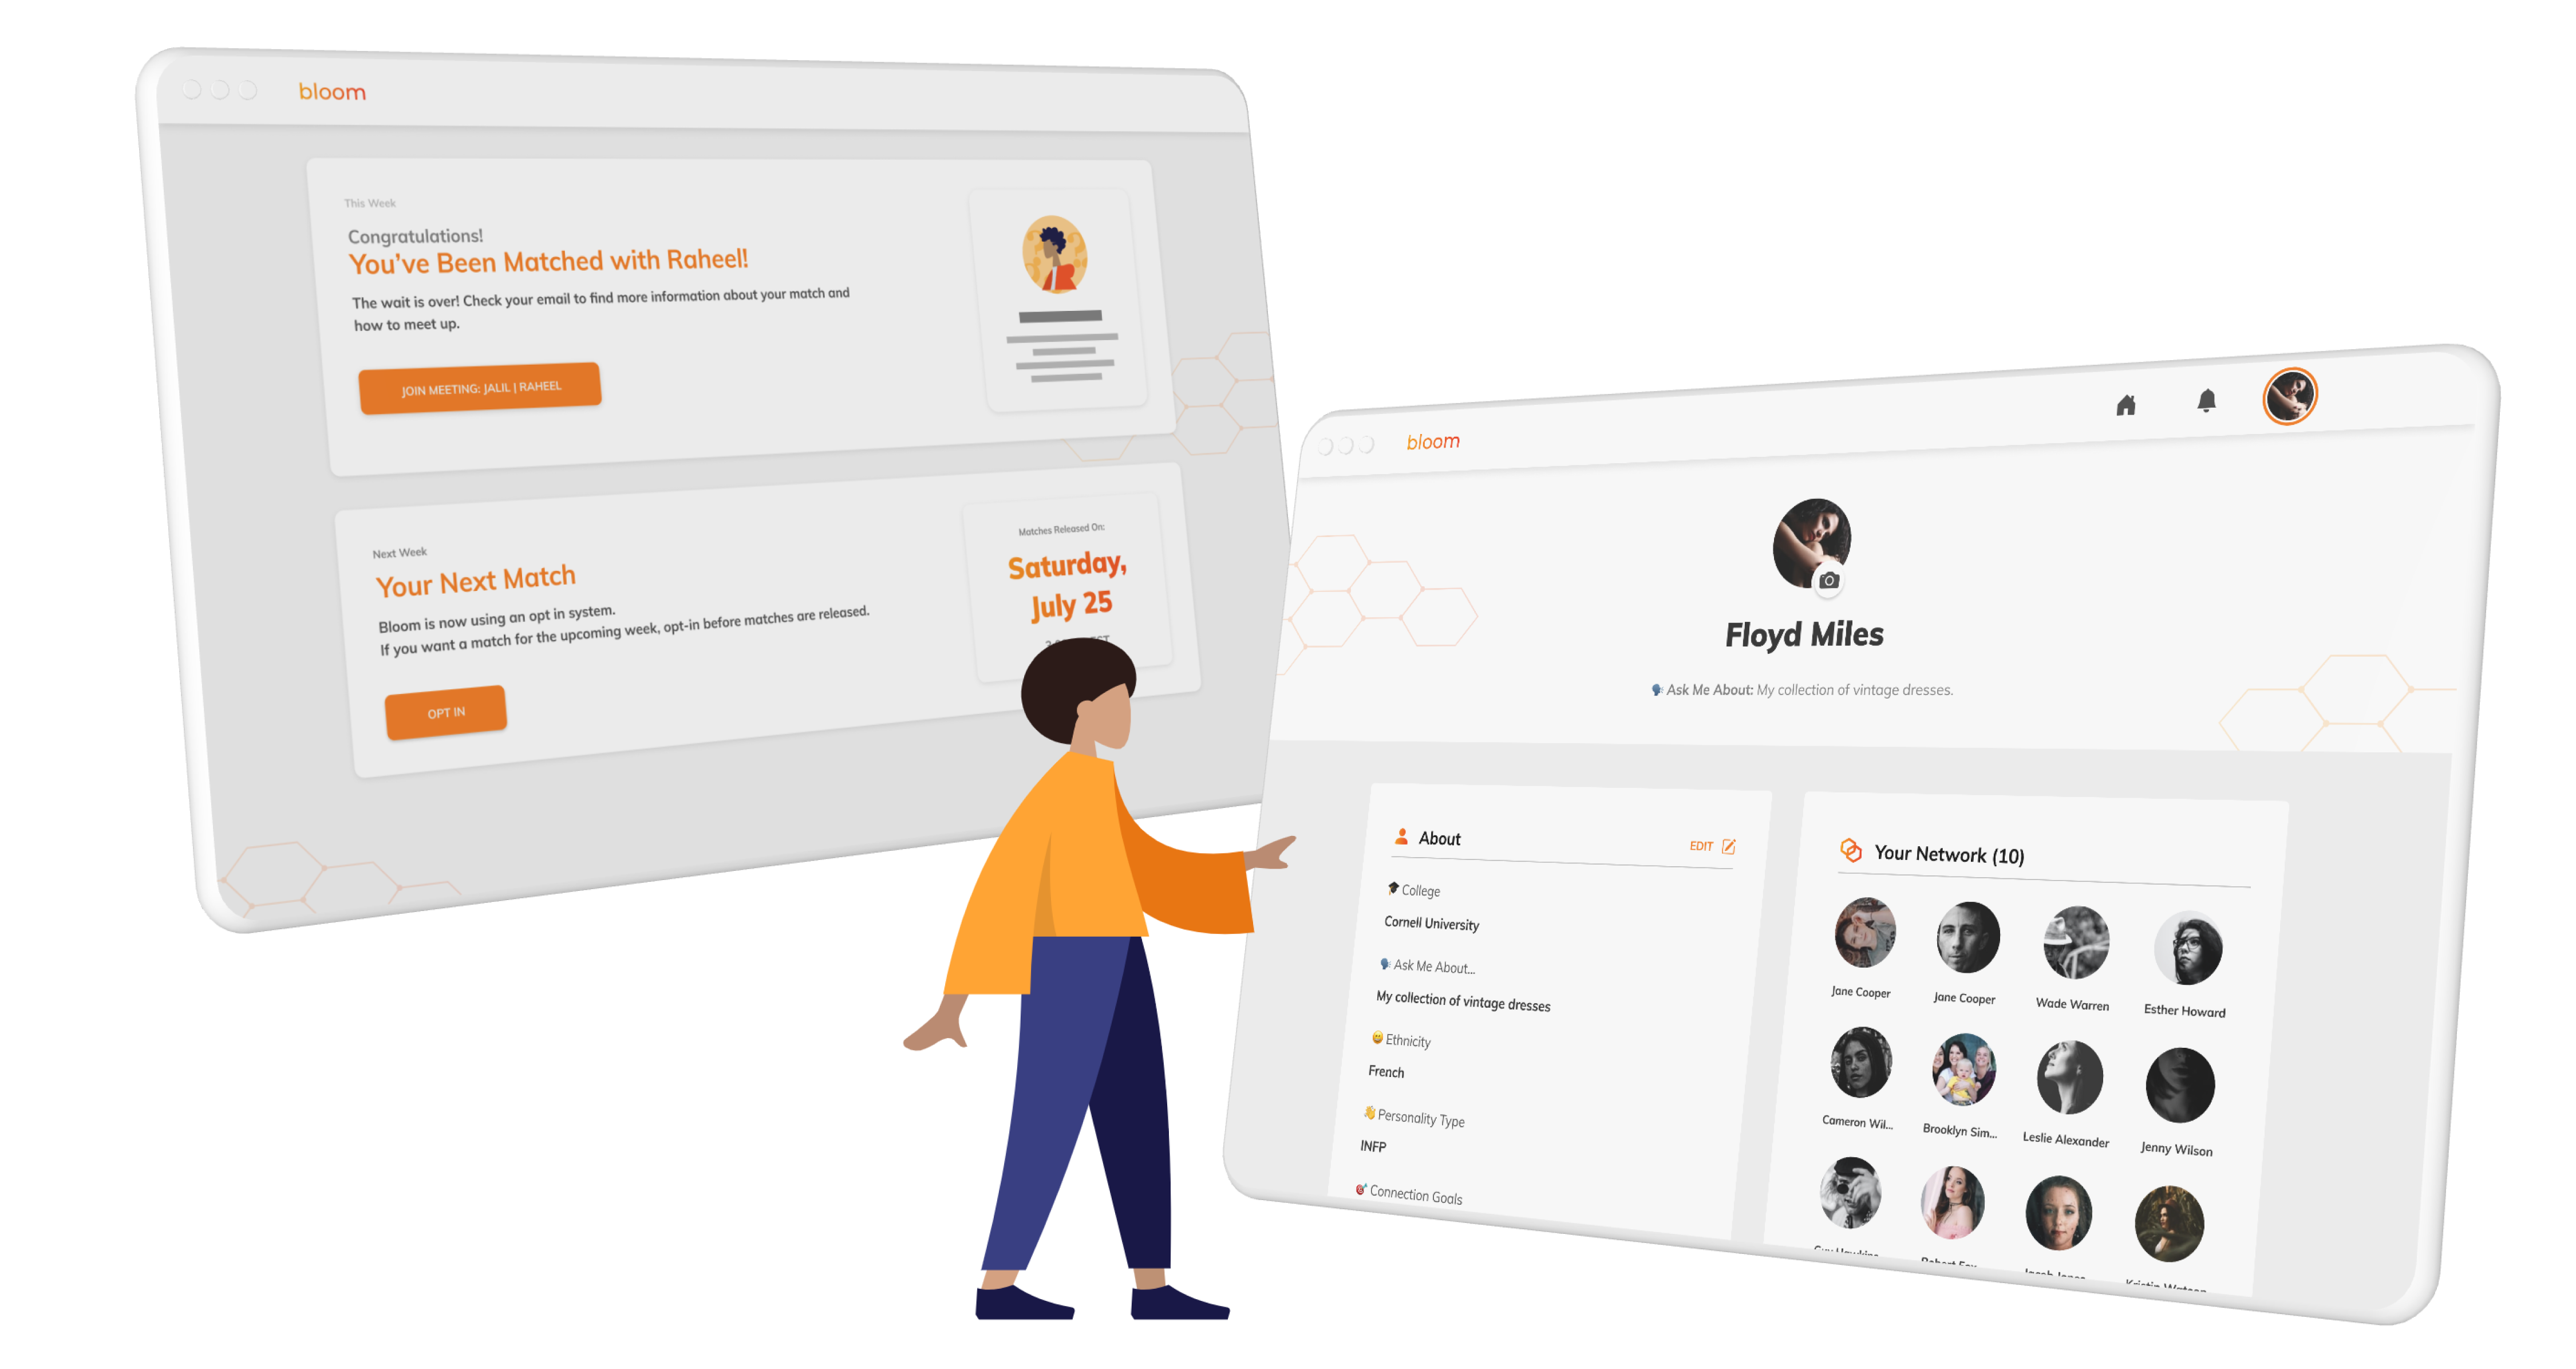 bloom
This Week
Congratulations!
You've Been Matched with Raheel!
The wait is over! Check your email to find more information about your match and
how to meet up.
JOIN MEETING: JALIL | RAHEEL
Next Week
Your Next Match
Bloom is now using an opt in system.
If you want a match for the upcoming week, opt-in before matches are released.
OPT IN
Matches Released On:
Saturday,
July 25
bloom
Floyd Miles
Ask Me About: My collection of vintage dresses.
About
EDIT
College
Cornell University
Ask Me About...
My collection of vintage dresses
Ethnicity
French
Personality Type
INFP
Connection Goals
Your Network (10)
Jane Cooper
Jane Cooper
Wade Warren
Esther Howard
Cameron Wil...
Brooklyn Sim...
Leslie Alexander
Jenny Wilson